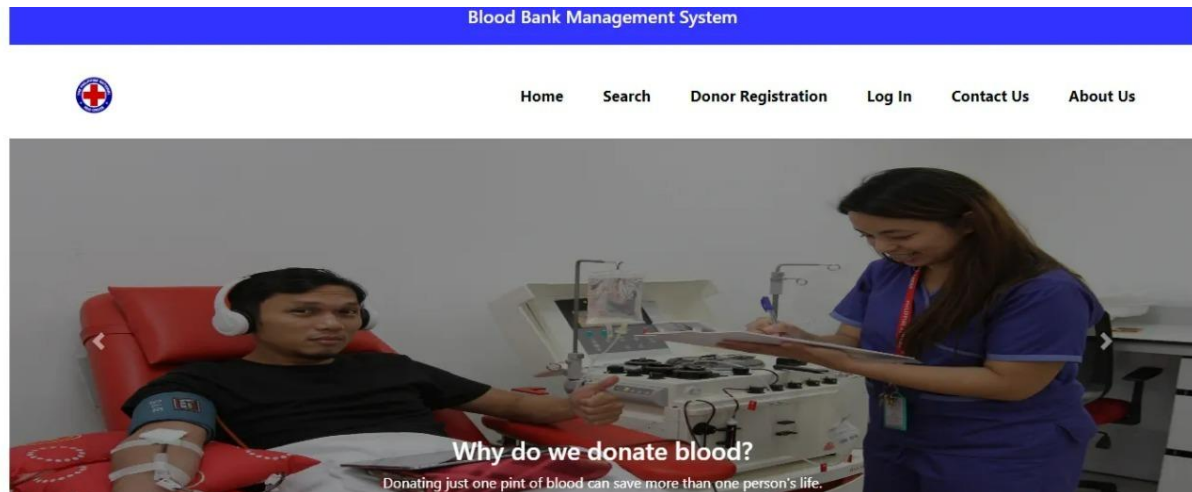 Blood Bank Management System
Home Search Donor Registration Log In Contact Us About Us
Why do we donate blood?
Donating just one pint of blood can save more than one person's life.